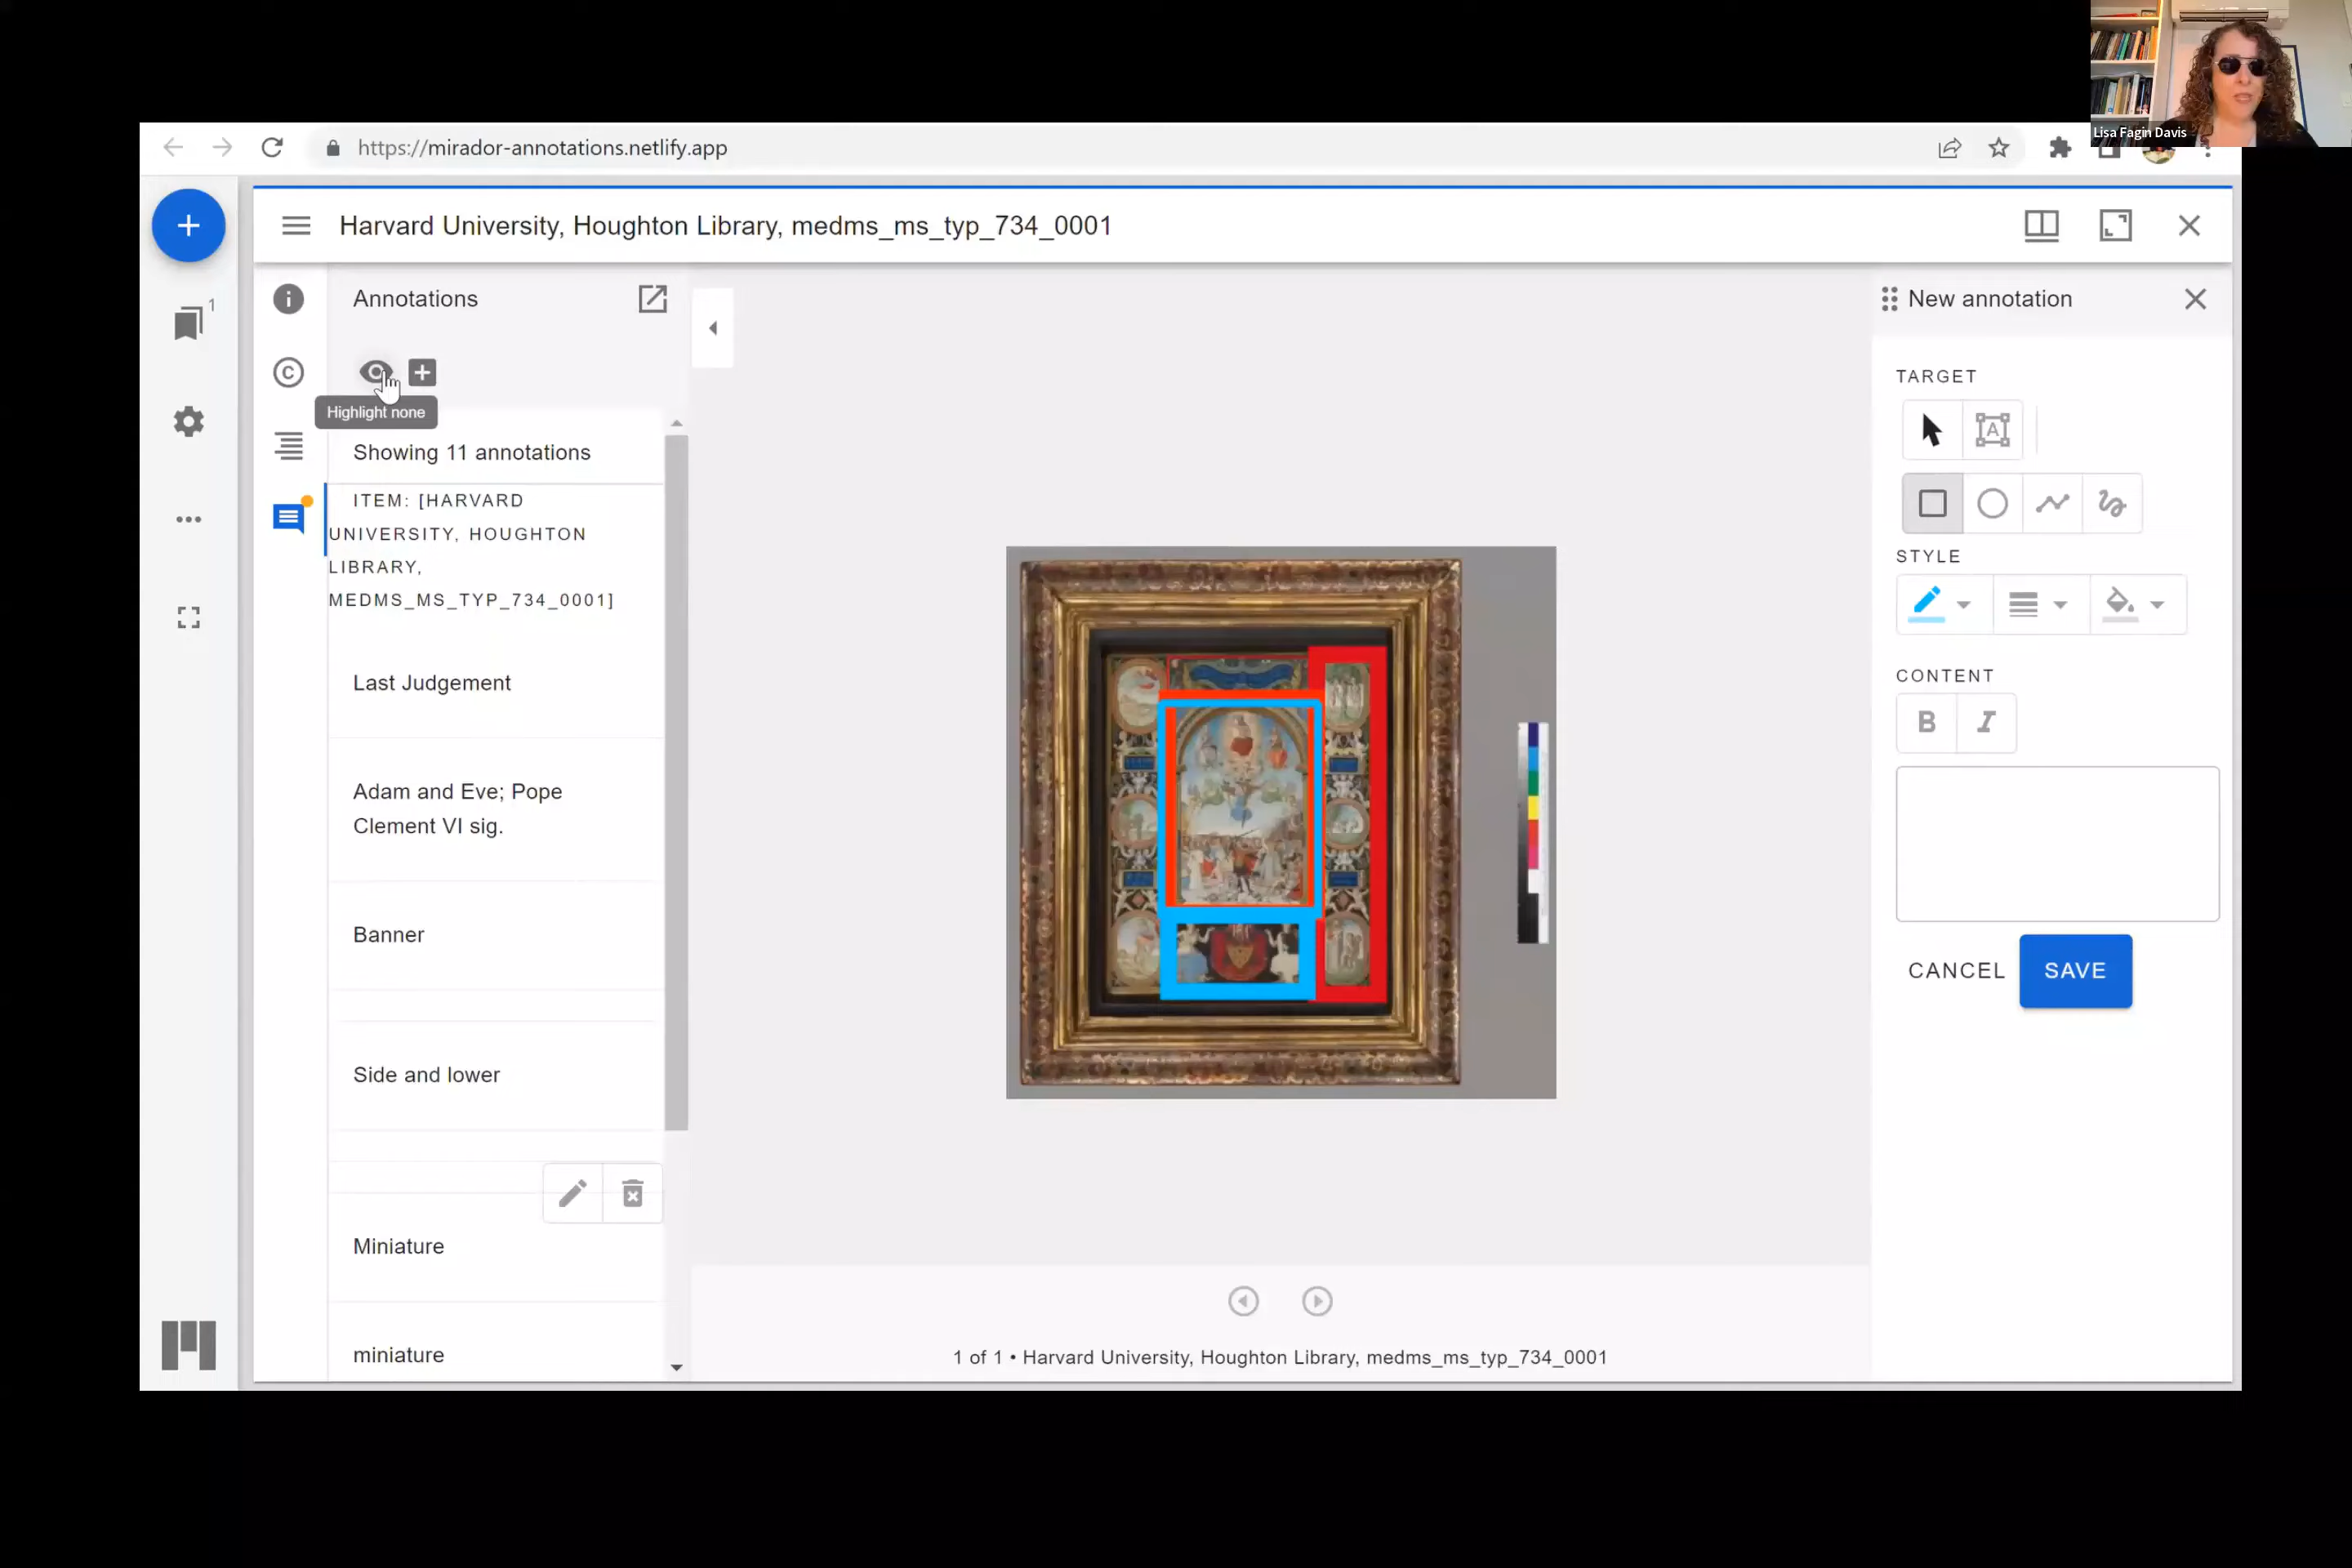 Lisa Fagin Davis
https://mirador-annotations.netlify.app
Harvard University, Houghton Library, medms_ms_typ_734_0001
1
Annotations
Highlight none
Showing 11 annotations
ITEM: [HARVARD
UNIVERSITY, HOUGHTON
LIBRARY,
MEDMS_MS_TYP_734_0001]
Last Judgement
Adam and Eve; Pope
Clement VI sig.
Banner
Side and lower
Miniature
miniature
1 of 1 • Harvard University, Houghton Library, medms_ms_typ_734_0001
New annotation
TARGET
A
STYLE
CONTENT
B I
CANCEL SAVE